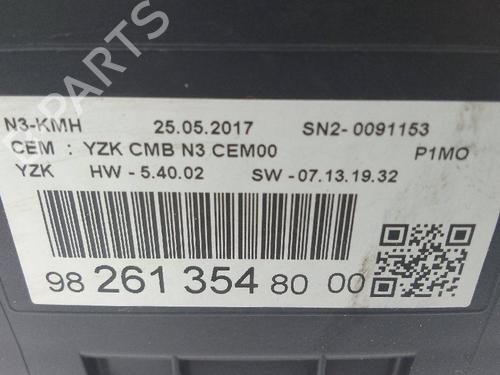 PARTS
N3-KMH 25.05.2017 SN2- 0091153
CEM : YZK CMB N3 CEM00 P1MO
YZK HW - 5.40.02 SW - 07.13.19.32
98 261 354 80 00